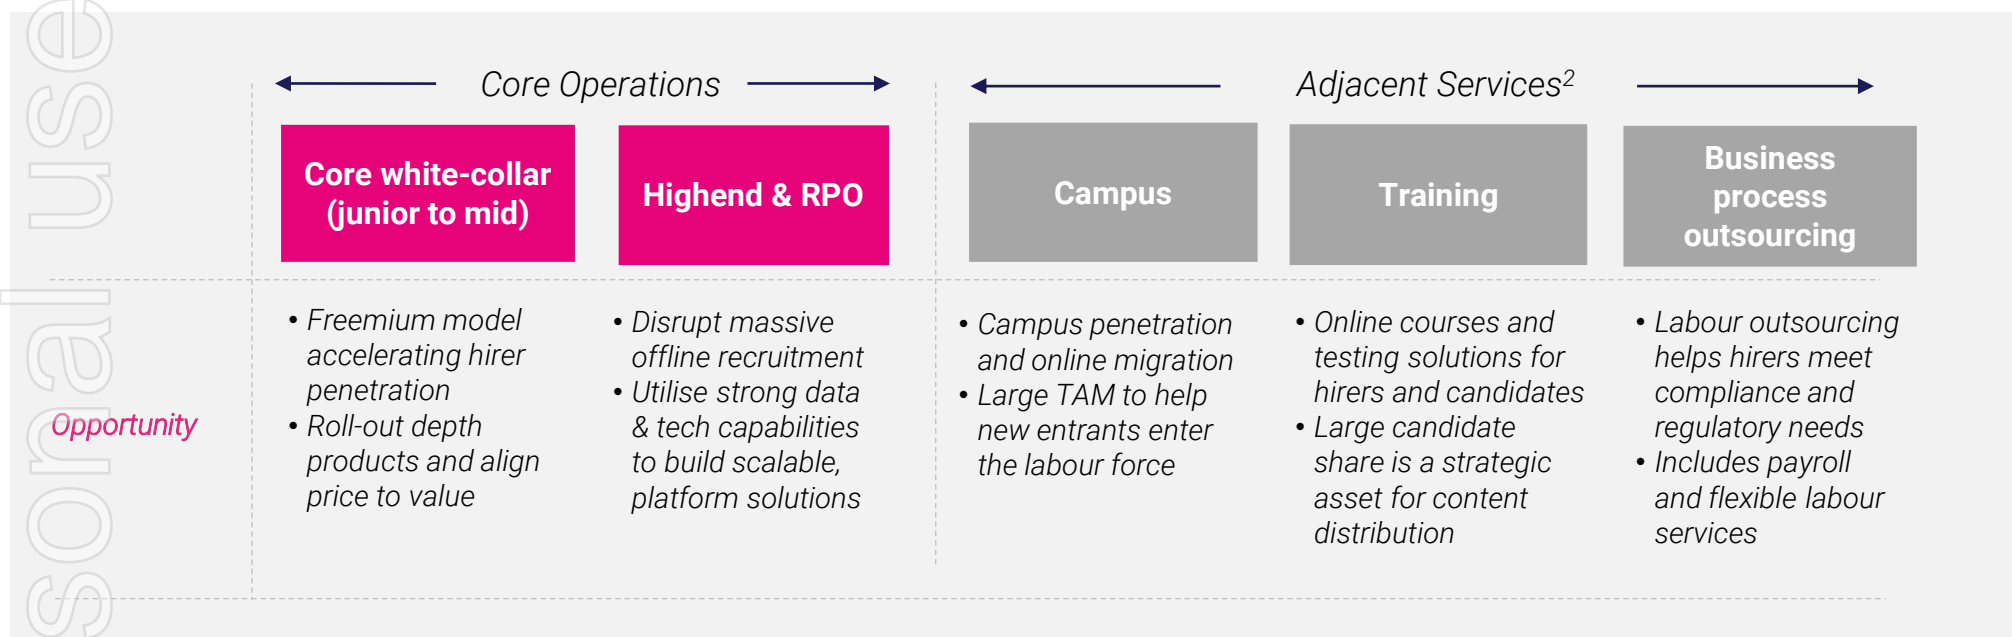 Core Operations
Adjacent Services2
Core white-collar
(junior to mid)
Highend & RPO
Campus
Training
Business
process
outsourcing
Opportunity
• Freemium model
accelerating hirer
penetration
• Roll-out depth
products and align
price to value
• Disrupt massive
offline recruitment
• Utilise strong data
& tech capabilities
to build scalable,
platform solutions
• Campus penetration
and online migration
• Large TAM to help
new entrants enter
the labour force
• Online courses and
testing solutions for
hirers and candidates
• Large candidate
share is a strategic
asset for content
distribution
• Labour outsourcing
helps hirers meet
compliance and
regulatory needs
• Includes payroll
and flexible labour
services
sonal use